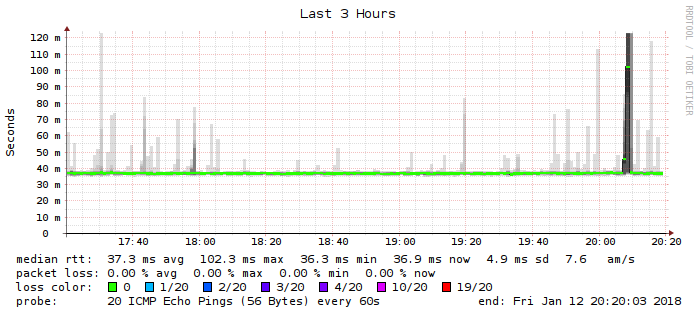 Last 3 Hours
RRDTOOL / TOBI OETIKER
Seconds
120 m
110 m
100 m
90 m
80 m
70 m
60 m
50 m
40 m
30 m
20 m
10 m
0
17:40 18:00 18:20 18:40 19:00 19:20 19:40 20:00 20:20
median rtt: 37.3 ms avg 102.3 ms max 36.3 ms min 36.9 ms now 4.9 ms sd 7.6 am/s
packet loss: 0.00 % avg 0.00 % max 0.00 % min 0.00 % now
loss color: 0 1/20 2/20 3/20 4/20 10/20 19/20
probe: 20 ICMP Echo Pings (56 Bytes) every 60s end: Fri Jan 12 20:20:03 2018